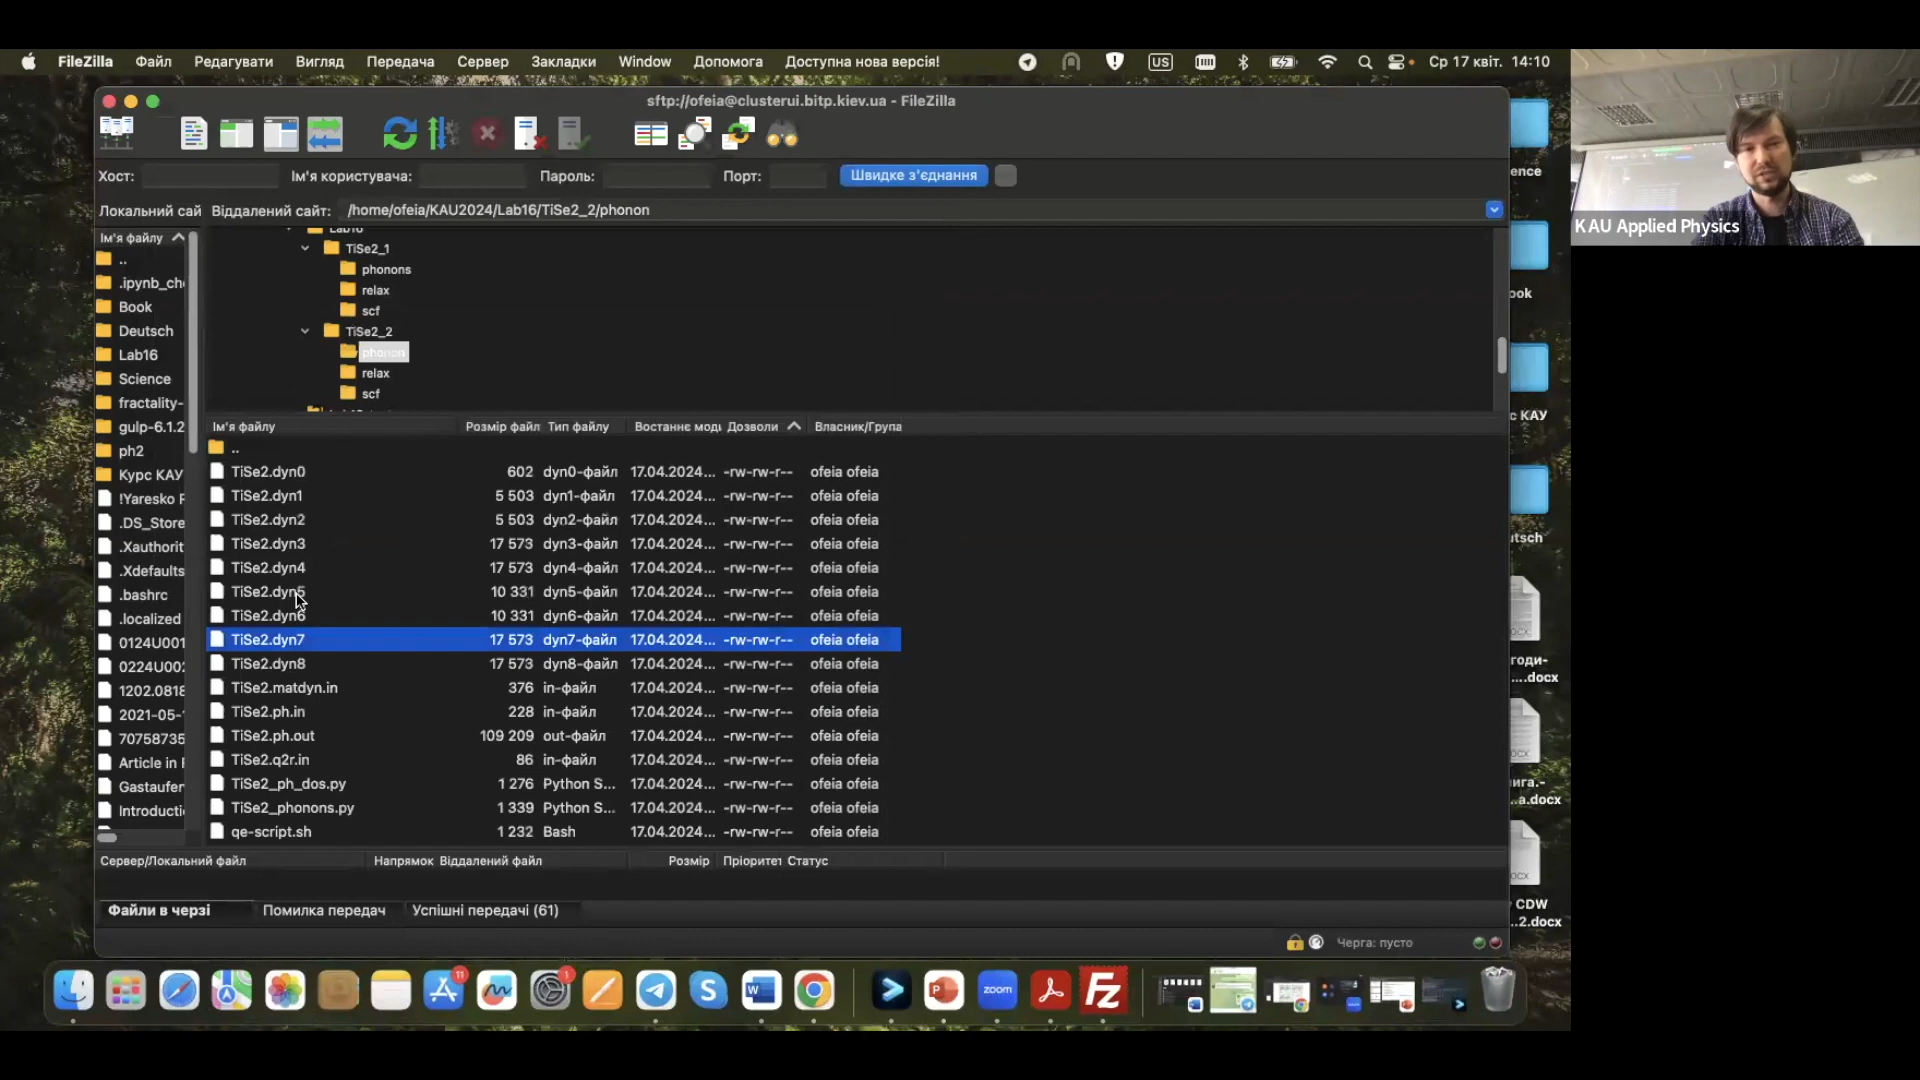 FileZilla Файл Редагувати Вигляд Передача Сервер Закладки Window Допомога Доступна нова версія! US Ср 17 квіт. 14:10
sftp://ofeia@clusterui.bitp.kiev.ua - FileZilla
Хост: Ім'я користувача: Пароль: Порт: Швидке з'єднання
Локальний сай Віддалений сайт: /home/ofeia/KAU2024/Lab16/TiSe2_2/phonon
Lab16
TiSe2_1
phonons
relax
scf
TiSe2_2
phonon
relax
scf
Ім'я файлу
..
.ipynb_che
Book
Deutsch
Lab16
Science
fractality-
gulp-6.1.2
ph2
Курс КАУ
!Yaresko
.DS_Store
.Xauthorit
.Xdefaults
.bashrc
.localized
0124U001
0224U002
1202.0818
2021-05-
70758735
Article in
Gastaufer
Introducti
Ім'я файлу Розмір файл Тип файлу Востаннє моді Дозволи Власник/Група
..
TiSe2.dyn0 602 dyn0-файл 17.04.2024... -rw-rw-r-- ofeia ofeia
TiSe2.dyn1 5 503 dyn1-файл 17.04.2024... -rw-rw-r-- ofeia ofeia
TiSe2.dyn2 5 503 dyn2-файл 17.04.2024... -rw-rw-r-- ofeia ofeia
TiSe2.dyn3 17 573 dyn3-файл 17.04.2024... -rw-rw-r-- ofeia ofeia
TiSe2.dyn4 17 573 dyn4-файл 17.04.2024... -rw-rw-r-- ofeia ofeia
TiSe2.dyn5 10 331 dyn5-файл 17.04.2024... -rw-rw-r-- ofeia ofeia
TiSe2.dyn6 10 331 dyn6-файл 17.04.2024... -rw-rw-r-- ofeia ofeia
TiSe2.dyn7 17 573 dyn7-файл 17.04.2024... -rw-rw-r-- ofeia ofeia
TiSe2.dyn8 17 573 dyn8-файл 17.04.2024... -rw-rw-r-- ofeia ofeia
TiSe2.matdyn.in 376 in-файл 17.04.2024... -rw-rw-r-- ofeia ofeia
TiSe2.ph.in 228 in-файл 17.04.2024... -rw-rw-r-- ofeia ofeia
TiSe2.ph.out 109 209 out-файл 17.04.2024... -rw-rw-r-- ofeia ofeia
TiSe2.q2r.in 86 in-файл 17.04.2024... -rw-rw-r-- ofeia ofeia
TiSe2_ph_dos.py 1 276 Python S... 17.04.2024... -rw-rw-r-- ofeia ofeia
TiSe2_phonons.py 1 339 Python S... 17.04.2024... -rw-rw-r-- ofeia ofeia
qe-script.sh 1 232 Bash 17.04.2024... -rw-rw-r-- ofeia ofeia
Сервер/Локальний файл Напрямок Віддалений файл Розмір Пріоритет Статус
Файли в черзі Помилка передач Успішні передачі (61)
Черга: пусто
ence
ook
с КАУ
utsch
годи-
....docx
ига.-
..a.docx
CDW
..2.docx
11
1
zoom
KAU Applied Physics